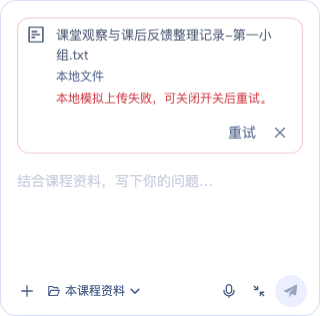 课堂观察与课后反馈整理记录-第一小
组.txt
本地文件
本地模拟上传失败，可关闭开关后重试。
重试
结合课程资料，写下你的问题...
本课程资料